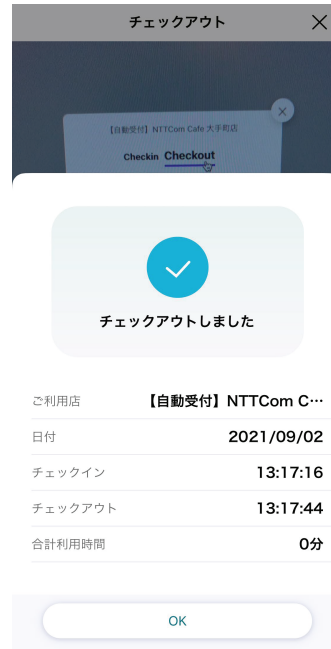 チェックアウト
【自動受付】NTTCom Cafe 大手町店
Checkin Checkout
チェックアウトしました
ご利用店 【自動受付】NTTCom C…
日付 2021/09/02
チェックイン 13:17:16
チェックアウト 13:17:44
合計利用時間 0分
OK